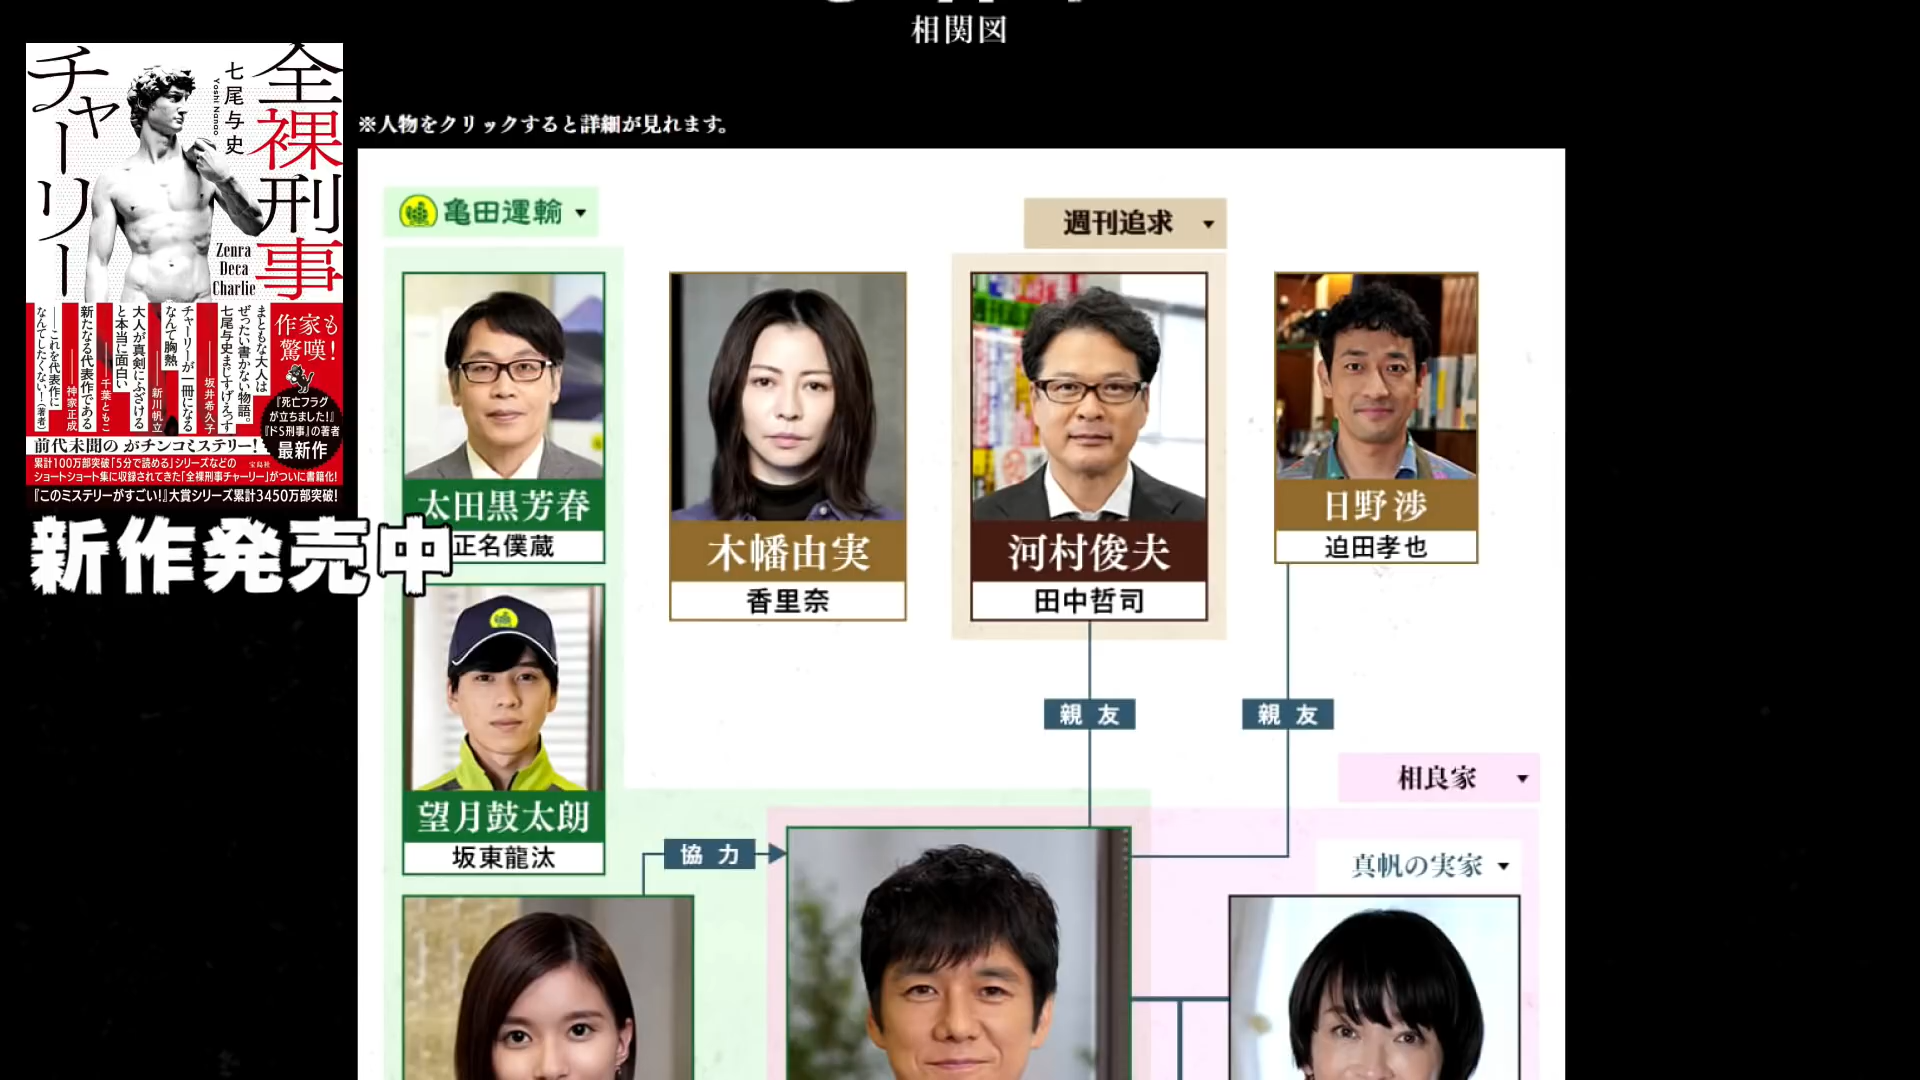 相関図
※人物をクリックすると詳細が見れます。
全裸刑事
チャーリー
七尾与史
Yoshi Nanao
Zenra
Deca
Charlie
作家も
驚嘆!
まともな大人は
ぜったい書かない物語。
七尾与史まじすげえっす
――坂井希久子
チャーリーが一冊になる
なんて胸熱
――新川帆立
大人が真剣にふざける
と本当に面白い
――千葉ともこ
新たなる代表作である
――神家正成
――これを代表作に
なんてしたくない!(著者)
『死亡フラグ
が立ちました!』
『ドS刑事』の著者
最新作
前代未聞の がチンコミステリー!
累計100万部突破「5分で読める」シリーズなどの
宝島社
ショートショート集に収録されてきた「全裸刑事チャーリー」がついに書籍化!
『このミステリーがすごい!』大賞シリーズ累計3450万部突破!
新作発売中
亀田運輸
週刊追求
太田黒芳春
正名僕蔵
木幡由実
香里奈
河村俊夫
田中哲司
日野渉
迫田孝也
望月鼓太朗
坂東龍汰
親友
親友
相良家
協力
真帆の実家